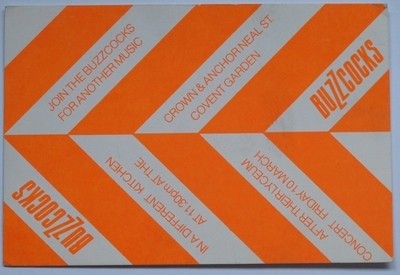 JOIN THE BUZZCOCKS
FOR ANOTHER MUSIC
IN A DIFFERENT KITCHEN
AT 11:30pm AT THE
CROWN & ANCHOR NEAL ST.
COVENT GARDEN
AFTER THEIR LYCEUM
CONCERT FRIDAY 10 MARCH
BUZZCOCKS
BUZZCOCKS